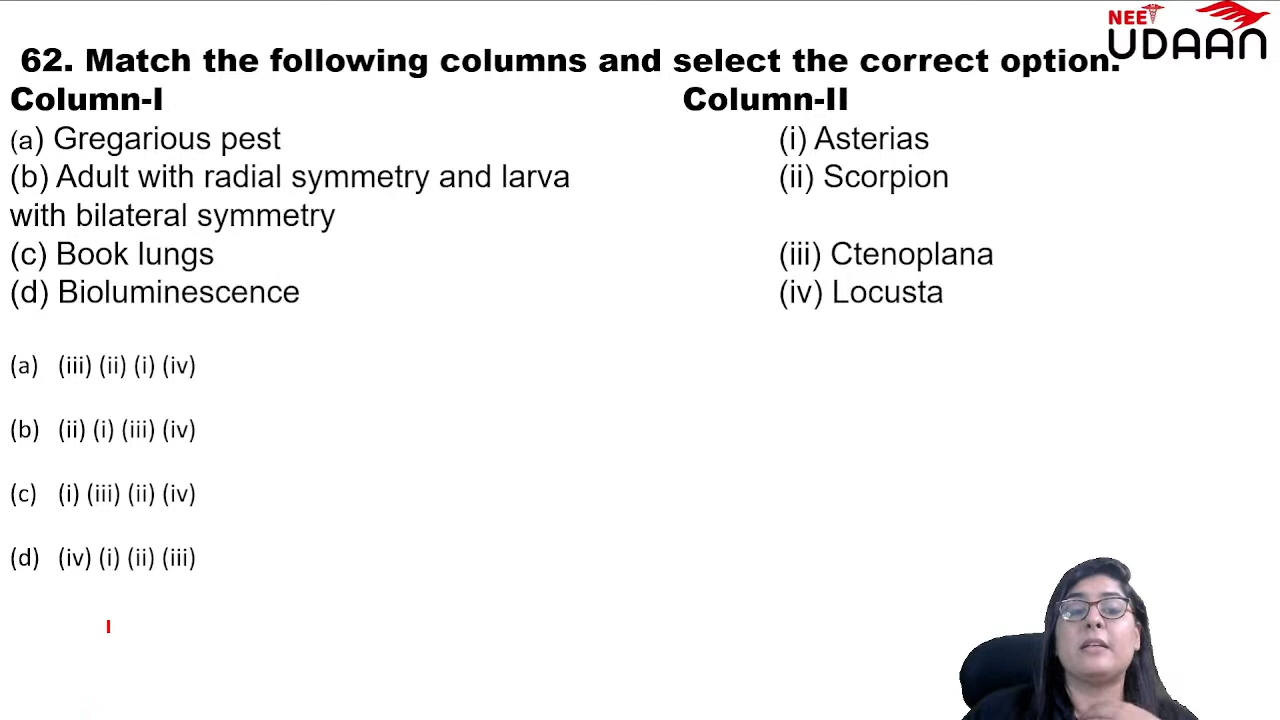 NEET
UDAAN
62. Match the following columns and select the correct option.
Column-I Column-II
(a) Gregarious pest (i) Asterias
(b) Adult with radial symmetry and larva (ii) Scorpion
with bilateral symmetry
(c) Book lungs (iii) Ctenoplana
(d) Bioluminescence (iv) Locusta
(a) (iii) (ii) (i) (iv)
(b) (ii) (i) (iii) (iv)
(c) (i) (iii) (ii) (iv)
(d) (iv) (i) (ii) (iii)